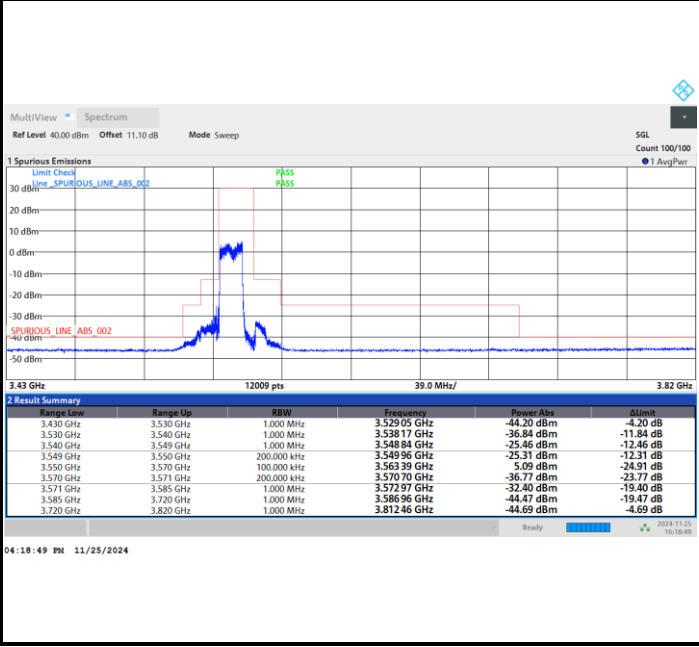 MultiView Spectrum
Ref Level 40.00 dBm Offset 11.10 dB Mode Sweep SGL
Count 100/100
1 Spurious Emissions 1 AvgPwr
Limit Check PASS
Line _SPURIOUS_LINE_ABS_002 PASS
30 dBm
20 dBm
10 dBm
0 dBm
-10 dBm
-20 dBm
-30 dBm
_SPURIOUS_LINE_ABS_002
-40 dBm
-50 dBm
3.43 GHz 12009 pts 39.0 MHz/ 3.82 GHz
2 Result Summary
Range Low Range Up RBW Frequency Power Abs ΔLimit
3.430 GHz 3.530 GHz 1.000 MHz 3.529 05 GHz -44.20 dBm -4.20 dB
3.530 GHz 3.540 GHz 1.000 MHz 3.538 17 GHz -36.84 dBm -11.84 dB
3.540 GHz 3.549 GHz 1.000 MHz 3.548 84 GHz -25.46 dBm -12.46 dB
3.549 GHz 3.550 GHz 200.000 kHz 3.549 96 GHz -25.31 dBm -12.31 dB
3.550 GHz 3.570 GHz 100.000 kHz 3.563 39 GHz 5.09 dBm -24.91 dB
3.570 GHz 3.571 GHz 200.000 kHz 3.570 70 GHz -36.77 dBm -23.77 dB
3.571 GHz 3.585 GHz 1.000 MHz 3.572 97 GHz -32.40 dBm -19.40 dB
3.585 GHz 3.720 GHz 1.000 MHz 3.586 96 GHz -44.47 dBm -19.47 dB
3.720 GHz 3.820 GHz 1.000 MHz 3.812 46 GHz -44.69 dBm -4.69 dB
Ready 2024-11-25
16:18:49
04:18:49 PM 11/25/2024